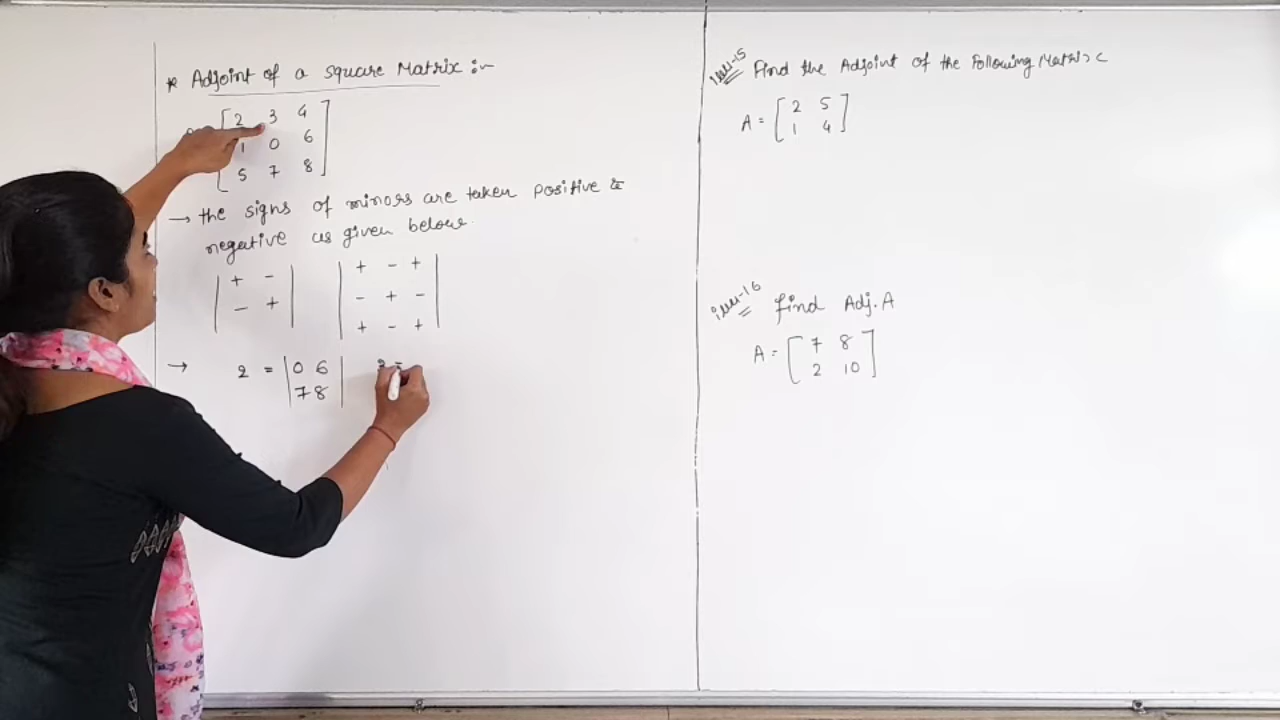 * Adjoint of a square Matrix :-
2 3 4
1 0 6
5 7 8
→ the signs of minors are taken positive &
negative as given below.
+ -
- +
+ - +
- + -
+ - +
→ 2 = | 0 6 |
| 7 8 |
Find the Adjoint of the following Matrix
A = [ 2 5 ]
[ 1 4 ]
Find Adj.A
A = [ 7 8 ]
[ 2 10 ]